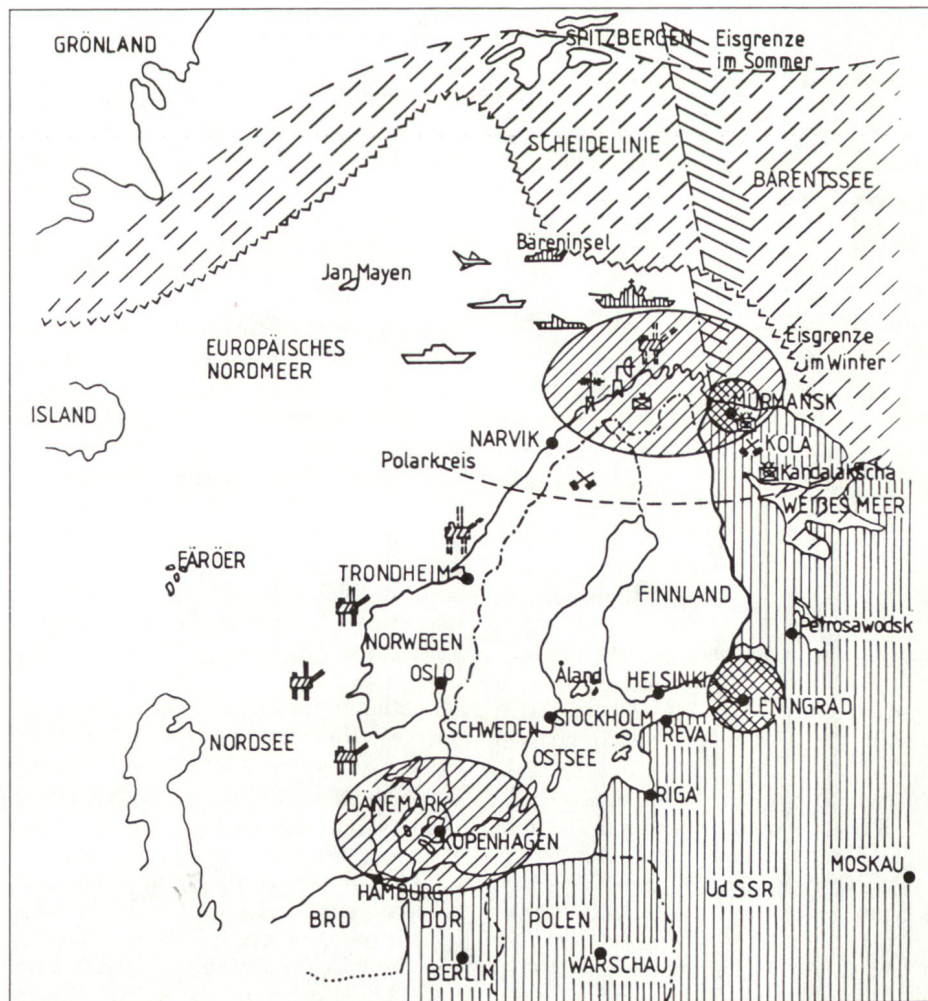 GRÖNLAND
SPITZBERGEN
Eisgrenze
im Sommer
SCHEIDELINIE
BARENTSSEE
Bäreninsel
Jan Mayen
EUROPÄISCHES
NORDMEER
Eisgrenze
im Winter
ISLAND
MURMANSK
NARVIK
KOLA
Polarkreis
Kandalakscha
WEIßES MEER
FÄRÖER
TRONDHEIM
FINNLAND
NORWEGEN
Petrosawodsk
OSLO
Åland
HELSINKI
LENINGRAD
SCHWEDEN
STOCKHOLM
REVAL
NORDSEE
OSTSEE
RIGA
DÄNEMARK
KOPENHAGEN
MOSKAU
HAMBURG
UdSSR
BRD
DDR
POLEN
BERLIN
WARSCHAU